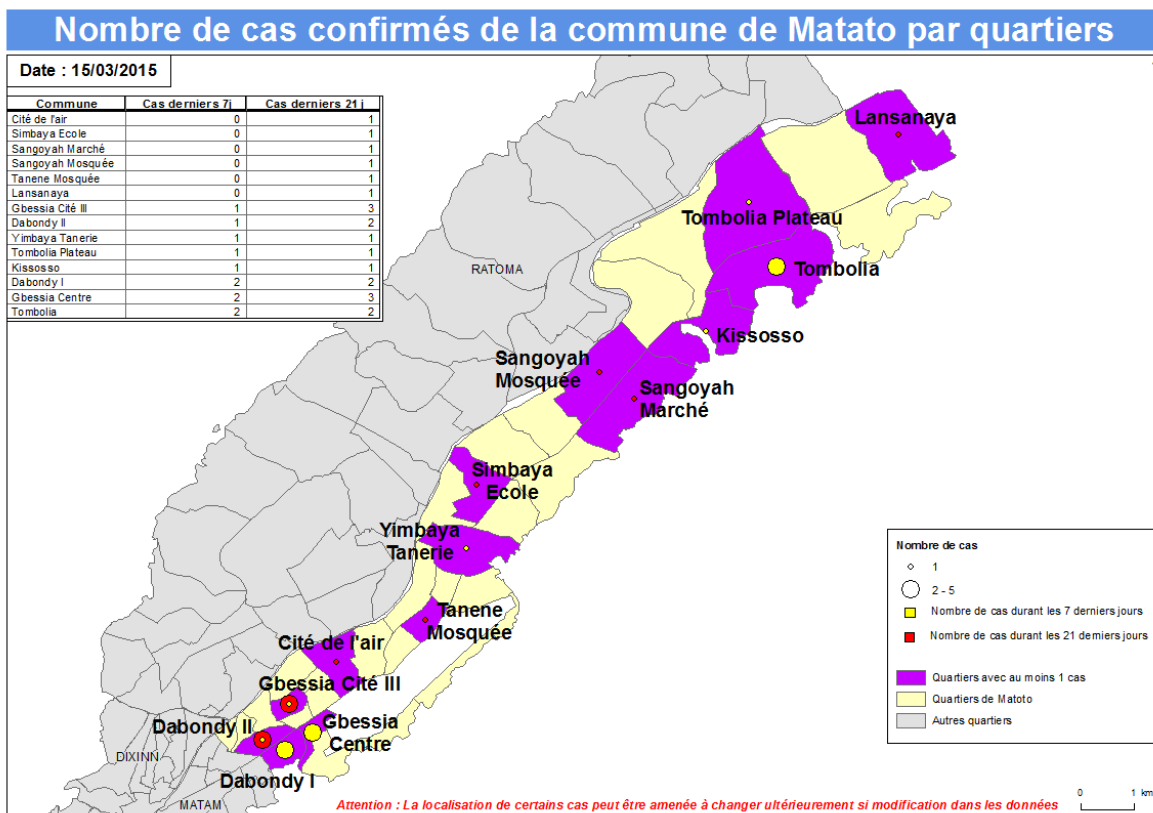 Nombre de cas confirmés de la commune de Matato par quartiers
Date : 15/03/2015
Commune Cas derniers 7j Cas derniers 21 j
Cité de l'air 0 1
Simbaya Ecole 0 1
Sangoyah Marché 0 1
Sangoyah Mosquée 0 1
Tanene Mosquée 0 1
Lansanaya 0 1
Gbessia Cité III 1 3
Dabondy II 1 2
Yimbaya Tanerie 1 1
Tombolia Plateau 1 1
Kissosso 1 1
Dabondy I 2 2
Gbessia Centre 2 3
Tombolia 2 2
Lansanaya
Tombolia Plateau
RATOMA
Tombolia
Kissosso
Sangoyah
Mosquée
Sangoyah
Marché
Simbaya
Ecole
Yimbaya
Tanerie
Tanene
Mosquée
Cité de l'air
Gbessia Cité III
Dabondy II
Gbessia
Centre
DIXINN
Dabondy I
MATAM
Nombre de cas
1
2 - 5
Nombre de cas durant les 7 derniers jours
Nombre de cas durant les 21 derniers jours
Quartiers avec au moins 1 cas
Quartiers de Matoto
Autres quartiers
Attention : La localisation de certains cas peut être amenée à changer ultérieurement si modification dans les données
0 1 km